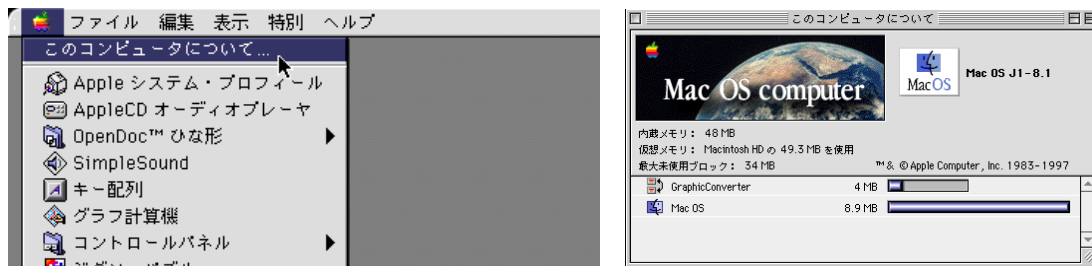 ファイル 編集 表示 特別 ヘルプ
このコンピュータについて...
Apple システム・プロフィール
AppleCD オーディオプレーヤ
OpenDoc™ ひな形
SimpleSound
キー配列
グラフ計算機
コントロールパネル
このコンピュータについて
Mac OS computer
MacOS
Mac OS J1-8.1
内蔵メモリ： 48 MB
仮想メモリ： Macintosh HD の 49.3 MB を使用
最大未使用ブロック： 34 MB
™ & © Apple Computer, Inc. 1983-1997
GraphicConverter 4 MB
Mac OS 8.9 MB